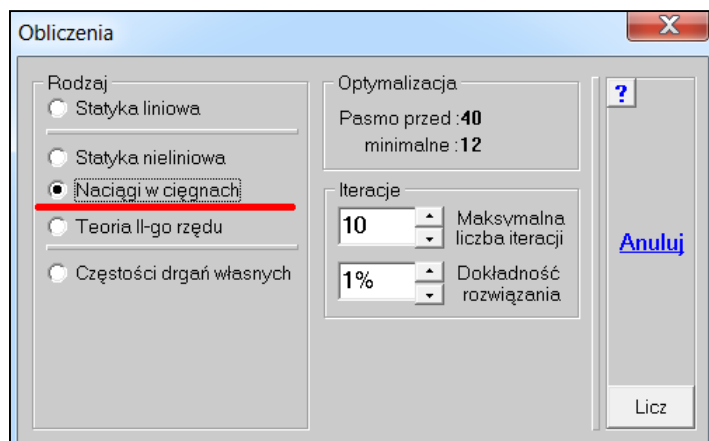 Obliczenia
X
Rodzaj
Statyka liniowa
Statyka nieliniowa
Naciągi w cięgnach
Teoria II-go rzędu
Częstości drgań własnych
Optymalizacja
Pasmo przed :40
minimalne :12
Iteracje
10
Maksymalna
liczba iteracji
1%
Dokładność
rozwiązania
?
Anuluj
Licz